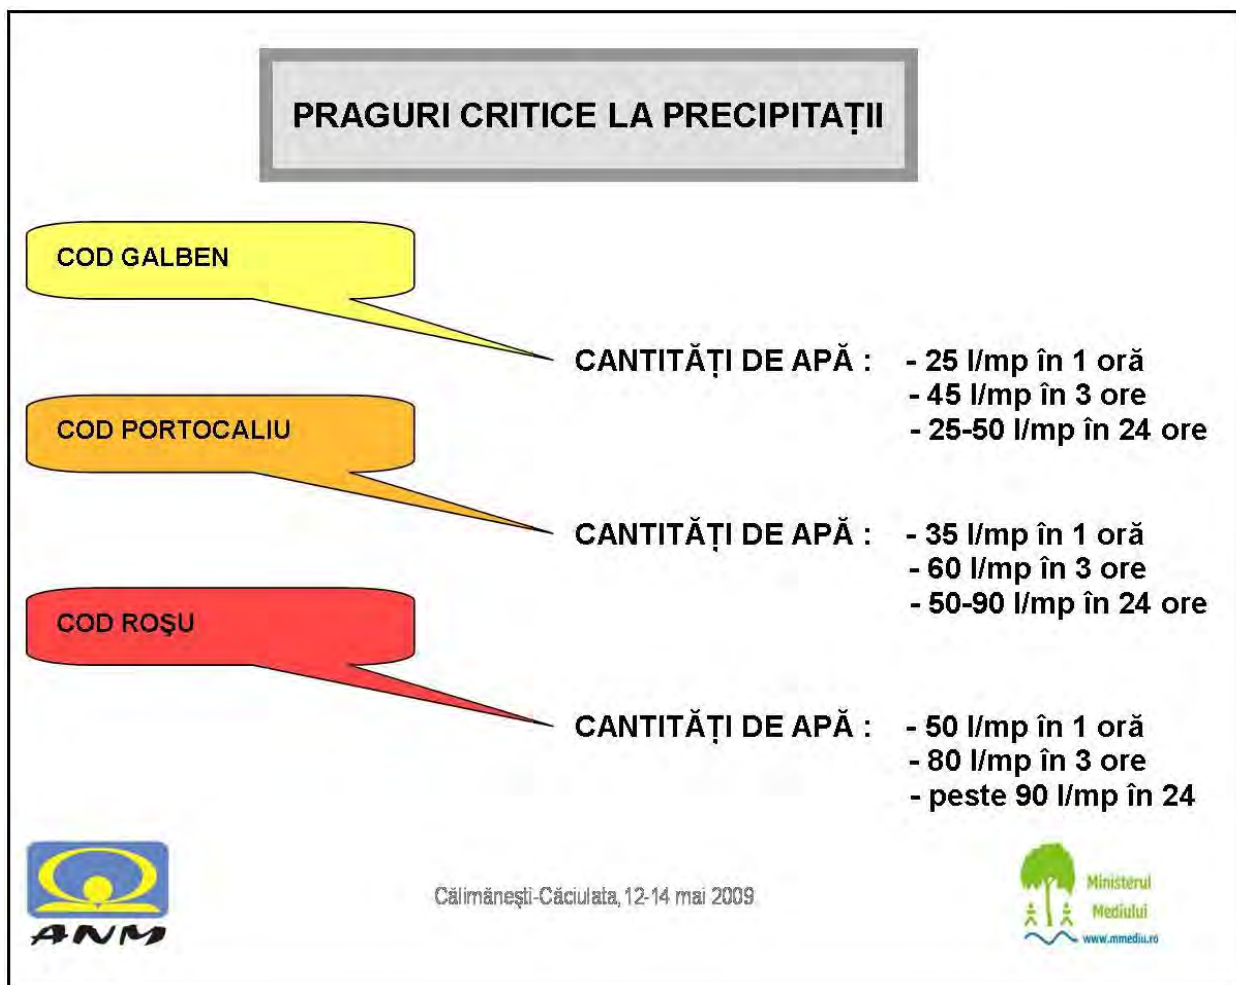 PRAGURI CRITICE LA PRECIPITAȚII
COD GALBEN
CANTITĂȚI DE APĂ : - 25 l/mp în 1 oră
- 45 l/mp în 3 ore
- 25-50 l/mp în 24 ore
COD PORTOCALIU
CANTITĂȚI DE APĂ : - 35 l/mp în 1 oră
- 60 l/mp în 3 ore
- 50-90 l/mp în 24 ore
COD ROŞU
CANTITĂȚI DE APĂ : - 50 l/mp în 1 oră
- 80 l/mp în 3 ore
- peste 90 l/mp în 24
ANM
Călimăneşti-Căciulata, 12-14 mai 2009
Ministerul
Mediului
www.mmediu.ro